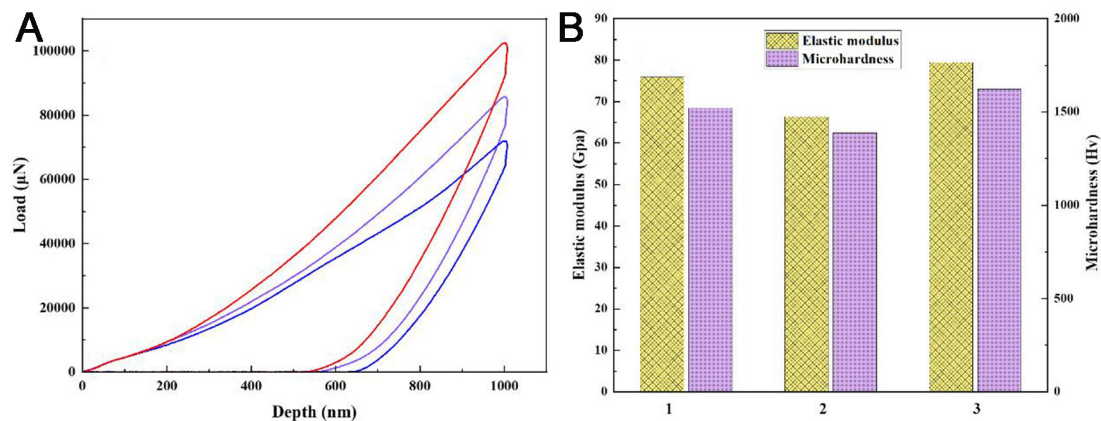 A
Load (μN)
100000
80000
60000
40000
20000
0
0 200 400 600 800 1000
Depth (nm)
B
Elastic modulus
Microhardness
Elastic modulus (Gpa)
90
80
70
60
50
40
30
20
10
0
2000
1500
1000
500
0
Microhardness (Hv)
1 2 3